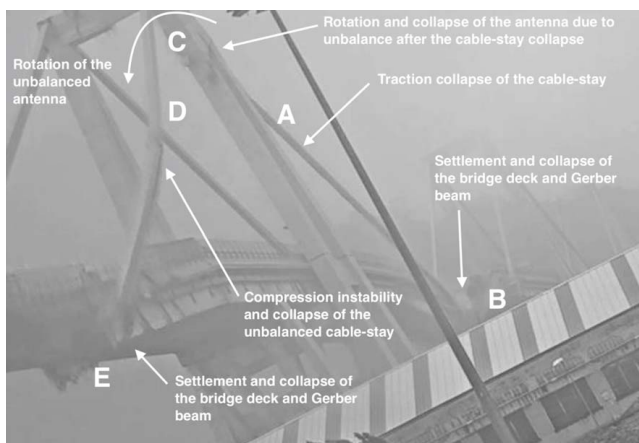 Rotation and collapse of the antenna due to
unbalance after the cable-stay collapse
C
Rotation of the
unbalanced
antenna
Traction collapse of the cable-stay
A
D
Settlement and collapse of
the bridge deck and Gerber
beam
B
Compression instability
and collapse of the
unbalanced cable-stay
E
Settlement and collapse of
the bridge deck and Gerber
beam